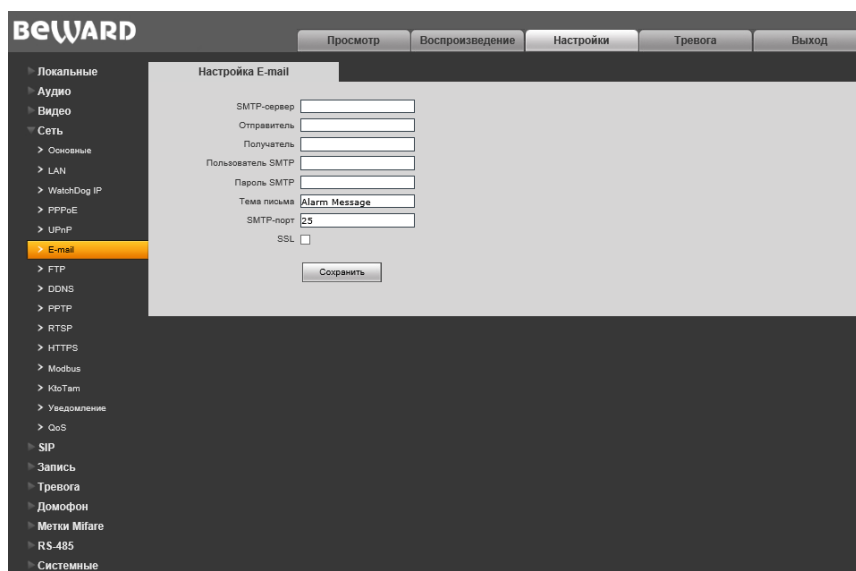 BEWARD
Просмотр
Воспроизведение
Настройки
Тревога
Выход
Локальные
Аудио
Видео
Сеть
Основные
LAN
WatchDog IP
PPPoE
UPnP
E-mail
FTP
DDNS
PPTP
RTSP
HTTPS
Modbus
KtoTam
Уведомление
QoS
SIP
Запись
Тревога
Домофон
Метки Mifare
RS-485
Системные
Настройка E-mail
SMTP-сервер
Отправитель
Получатель
Пользователь SMTP
Пароль SMTP
Тема письма Alarm Message
SMTP-порт 25
SSL
Сохранить